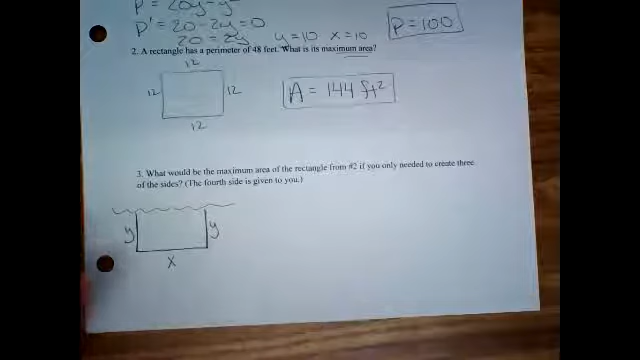 P = 20y - y²
P' = 20 - 2y = 0
20 = 2y y = 10 x = 10
P = 100
2. A rectangle has a perimeter of 48 feet. What is its maximum area?
12
12 12
12
A = 144 ft²
3. What would be the maximum area of the rectangle from #2 if you only needed to create three
of the sides? (The fourth side is given to you.)
y y
x